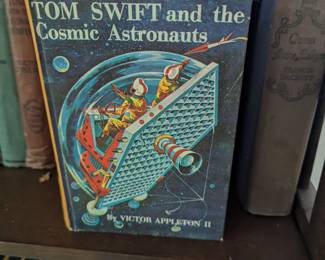 TOM SWIFT and the
Cosmic Astronauts
By VICTOR APPLETON II